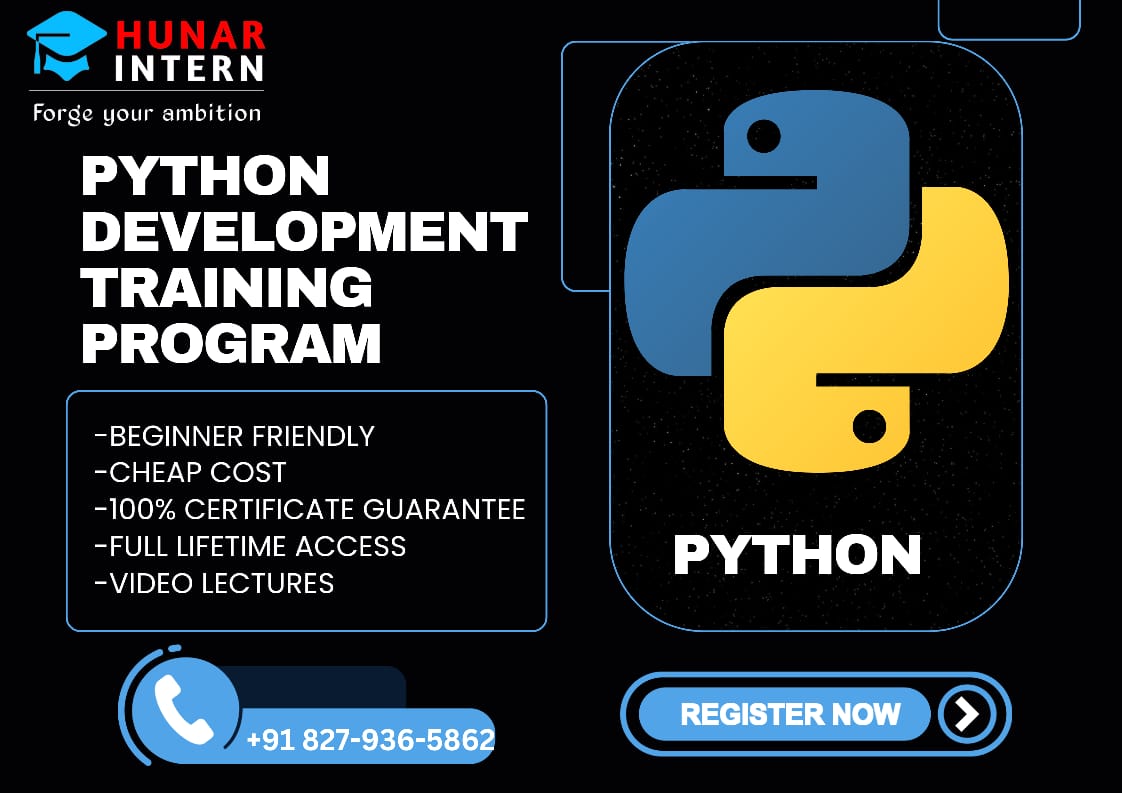 HUNAR
INTERN
Forge your ambition
PYTHON
DEVELOPMENT
TRAINING
PROGRAM
-BEGINNER FRIENDLY
-CHEAP COST
-100% CERTIFICATE GUARANTEE
-FULL LIFETIME ACCESS
-VIDEO LECTURES
PYTHON
+91 827-936-5862
REGISTER NOW